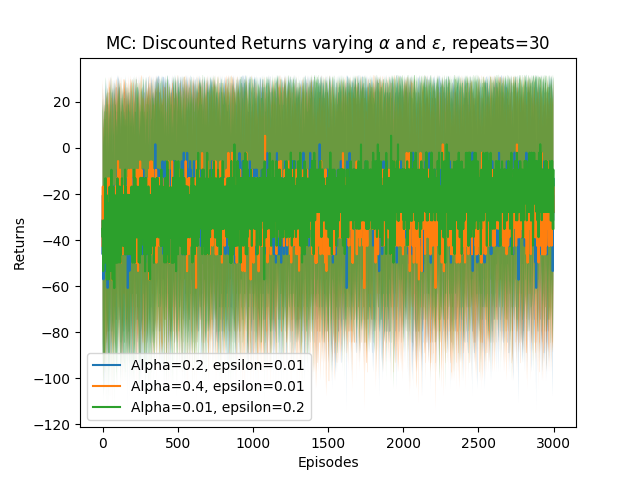 MC: Discounted Returns varying α and ε, repeats=30
Returns
20
0
−20
−40
−60
−80
−100
−120
Alpha=0.2, epsilon=0.01
Alpha=0.4, epsilon=0.01
Alpha=0.01, epsilon=0.2
0 500 1000 1500 2000 2500 3000
Episodes